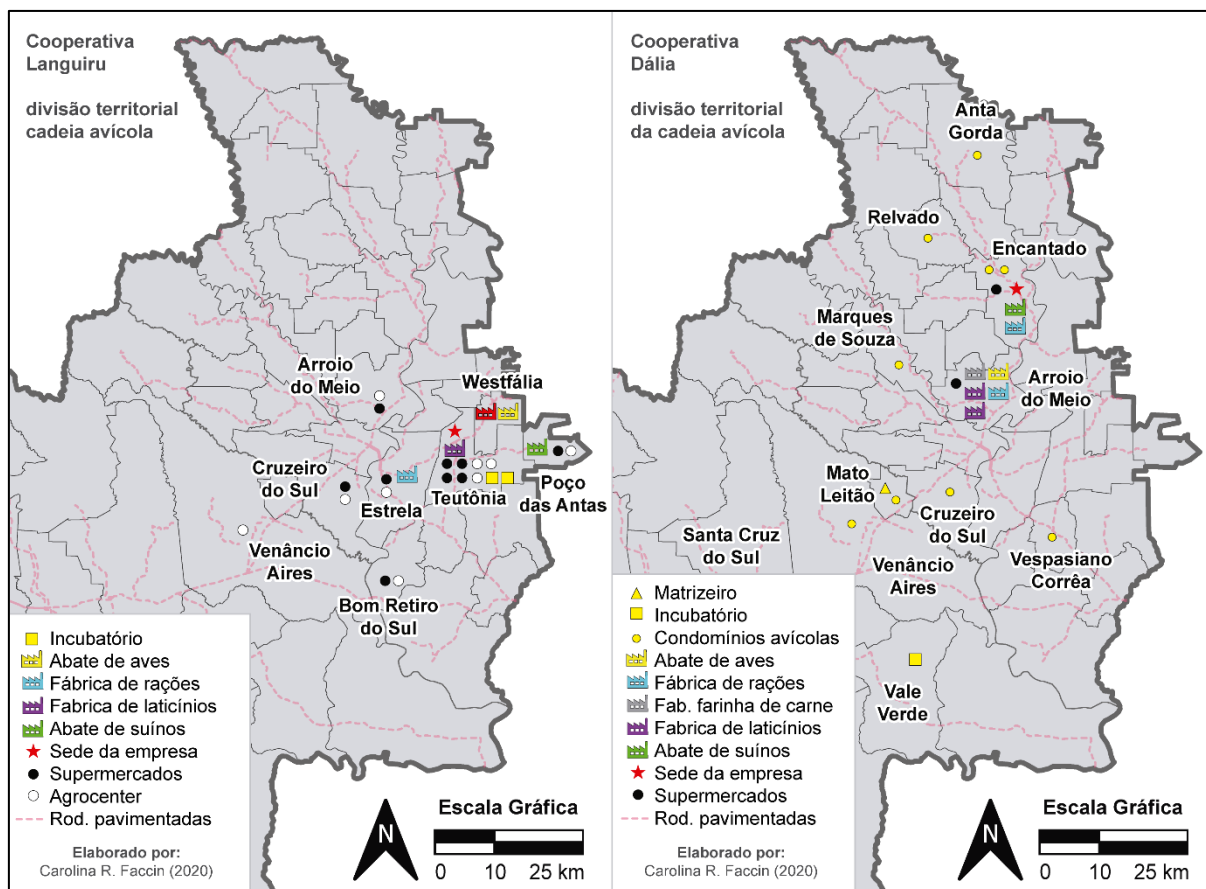 Cooperativa
Languiru
divisão territorial
cadeia avícola
Arroio
do Meio
Westfália
Cruzeiro
do Sul
Estrela
Teutônia
Poço
das Antas
Venâncio
Aires
Bom Retiro
do Sul
Incubatório
Abate de aves
Fábrica de rações
Fabrica de laticínios
Abate de suínos
Sede da empresa
Supermercados
Agrocenter
Rod. pavimentadas
Elaborado por:
Carolina R. Faccin (2020)
N
Escala Gráfica
0 10 25 km
Cooperativa
Dália
divisão territorial
da cadeia avícola
Anta
Gorda
Relvado
Encantado
Marques
de Souza
Arroio
do Meio
Mato
Leitão
Cruzeiro
do Sul
Santa Cruz
do Sul
Venâncio
Aires
Vespasiano
Corrêa
Vale
Verde
Matrizeiro
Incubatório
Condomínios avícolas
Abate de aves
Fábrica de rações
Fab. farinha de carne
Fabrica de laticínios
Abate de suínos
Sede da empresa
Supermercados
Rod. pavimentadas
Elaborado por:
Carolina R. Faccin (2020)
N
Escala Gráfica
0 10 25 km